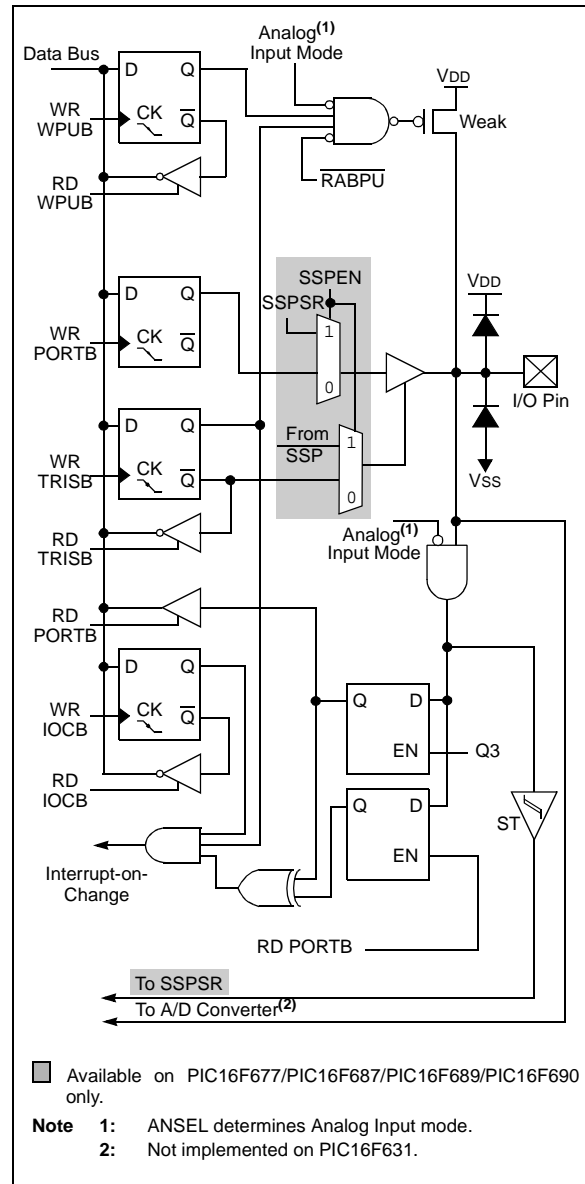 Analog(1)
Input Mode
Data Bus
D Q
VDD
WR
WPUB
CK
Q
Weak
RD
WPUB
RABPU
SSPEN
SSPSR
VDD
D Q
1
WR
PORTB
CK
Q
0
I/O Pin
D Q
From
SSP
1
VSS
WR
TRISB
CK
Q
0
Analog(1)
Input Mode
RD
TRISB
RD
PORTB
D Q
Q D
WR
IOCB
CK
Q
EN
Q3
RD
IOCB
Q D
ST
EN
Interrupt-on-
Change
RD PORTB
To SSPSR
To A/D Converter(2)
Available on PIC16F677/PIC16F687/PIC16F689/PIC16F690
only.
Note 1: ANSEL determines Analog Input mode.
2: Not implemented on PIC16F631.